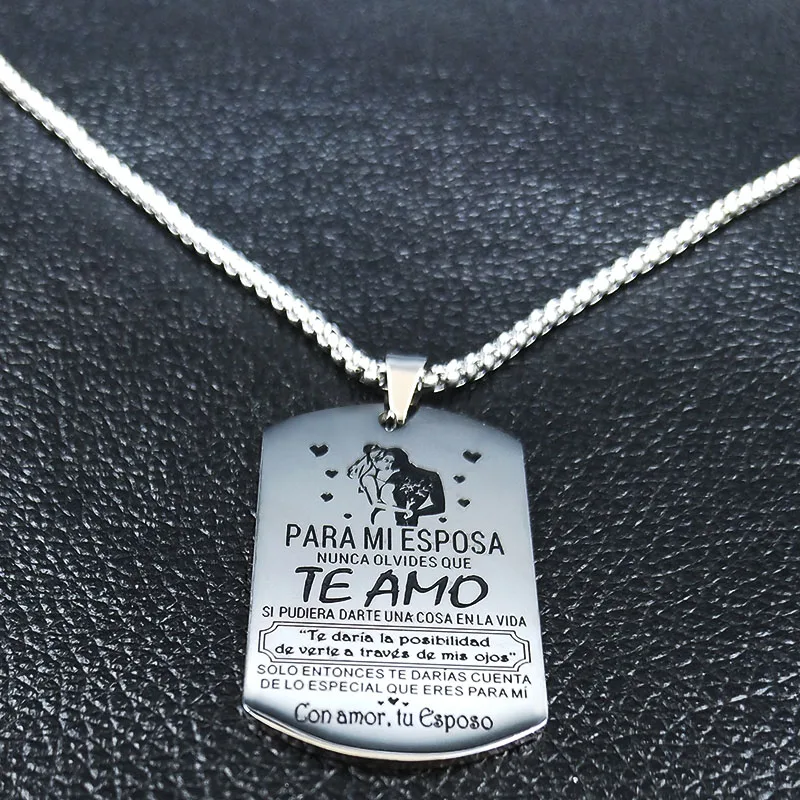 PARA MI ESPOSA
NUNCA OLVIDES QUE
TE AMO
SI PUDIERA DARTE UNA COSA EN LA VIDA
"Te daría la posibilidad
de verte a través de mis ojos"
SOLO ENTONCES TE DARÍAS CUENTA
DE LO ESPECIAL QUE ERES PARA MÍ
Con amor, tu Esposo